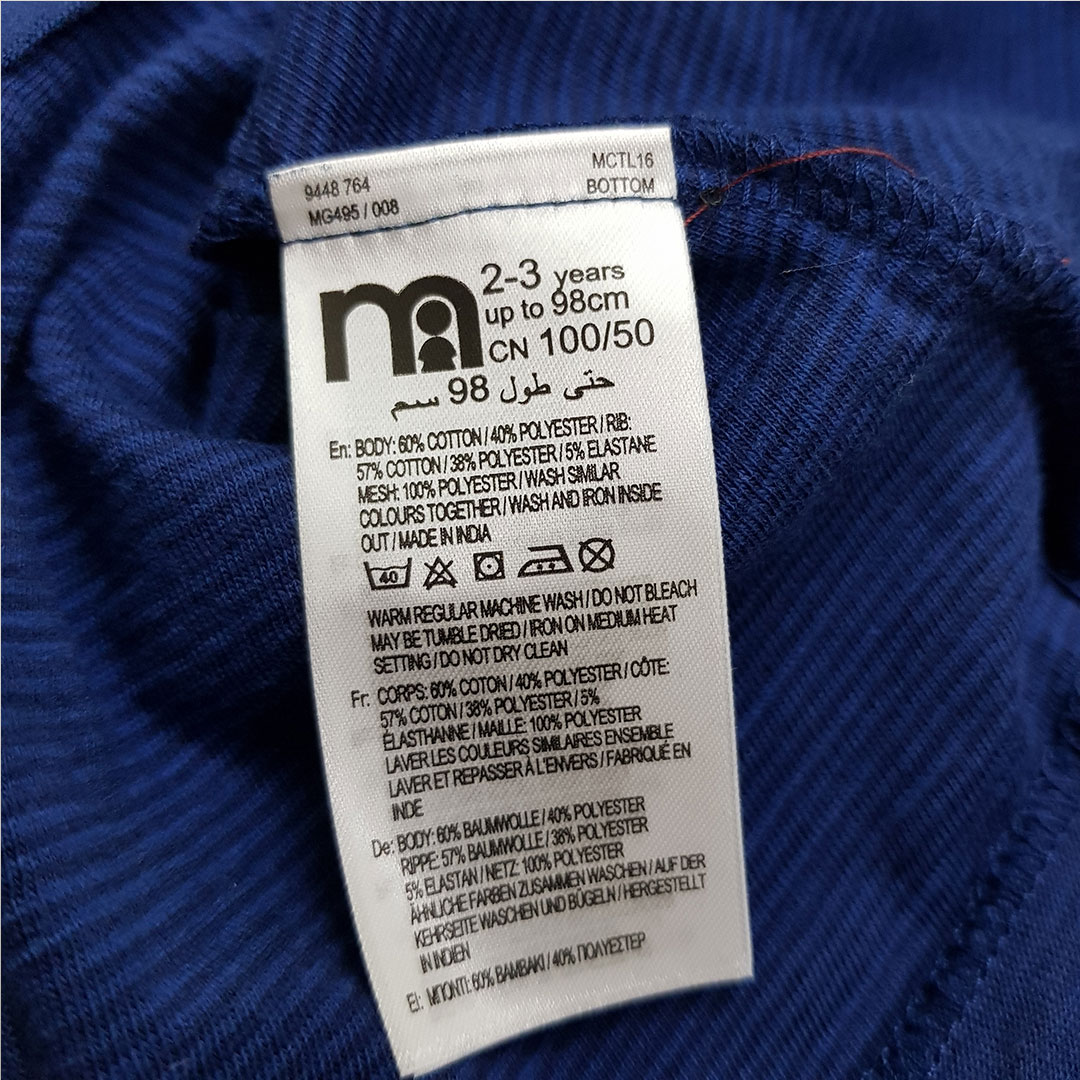 9448 764
MG495 / 008
MCTL16
BOTTOM
2-3 years
up to 98cm
CN 100/50
حتى طول 98 سم
En: BODY: 60% COTTON / 40% POLYESTER / RIB:
57% COTTON / 38% POLYESTER / 5% ELASTANE
MESH: 100% POLYESTER / WASH SIMILAR
COLOURS TOGETHER / WASH AND IRON INSIDE
OUT / MADE IN INDIA
40
WARM REGULAR MACHINE WASH / DO NOT BLEACH
MAY BE TUMBLE DRIED / IRON ON MEDIUM HEAT
SETTING / DO NOT DRY CLEAN
Fr: CORPS: 60% COTON / 40% POLYESTER / CÔTE:
57% COTON / 38% POLYESTER / 5%
ÉLASTHANNE / MAILLE: 100% POLYESTER
LAVER LES COULEURS SIMILAIRES ENSEMBLE
LAVER ET REPASSER À L'ENVERS / FABRIQUÉ EN
INDE
De: BODY: 60% BAUMWOLLE / 40% POLYESTER
RIPPE: 57% BAUMWOLLE / 38% POLYESTER
5% ELASTAN / NETZ: 100% POLYESTER
ÄHNLICHE FARBEN ZUSAMMEN WASCHEN / AUF DER
KEHRSEITE WASCHEN UND BÜGELN / HERGESTELLT
IN INDIEN
El: ΜΠΟΝΤΙ: 60% ΒΑΜΒΑΚΙ / 40% ΠΟΛΥΕΣΤΕΡ